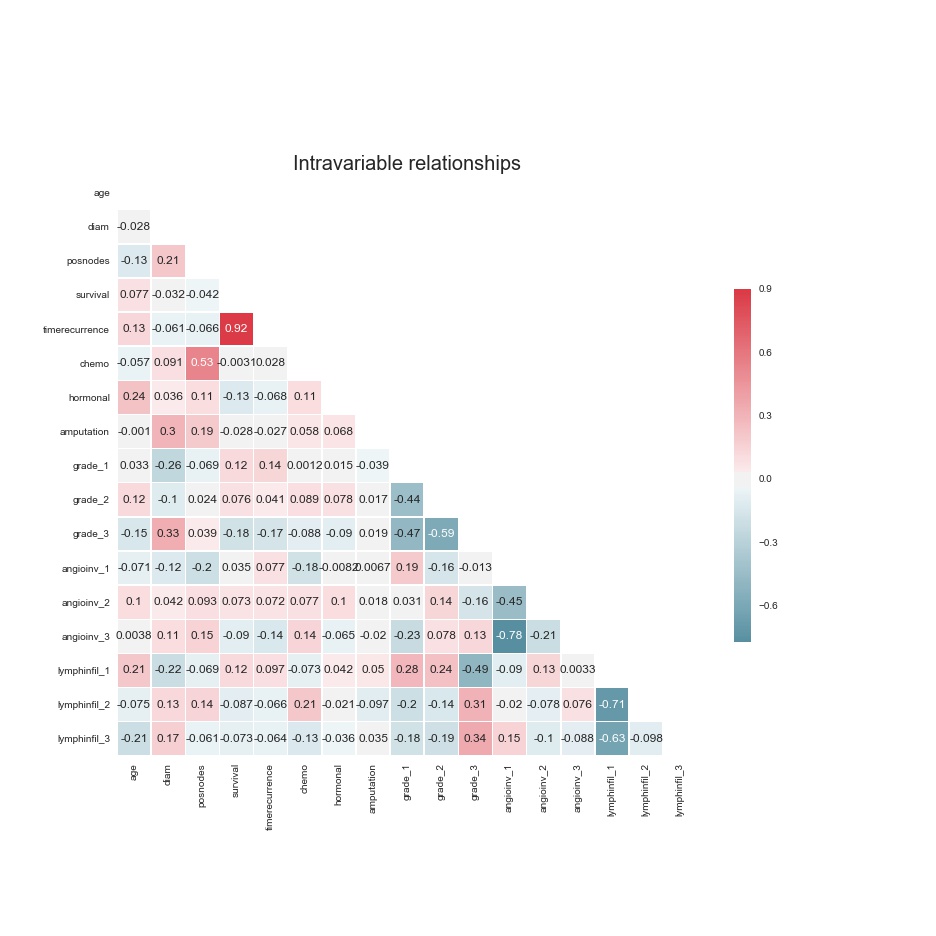 Intravariable relationships
age
diam -0.028
posnodes -0.13 0.21
survival 0.077 -0.032 -0.042
timerecurrence 0.13 -0.061 -0.066 0.92
chemo -0.057 0.091 0.53 -0.0031 0.028
hormonal 0.24 0.036 0.11 -0.13 -0.068 0.11
amputation -0.001 0.3 0.19 -0.028 -0.027 0.058 0.068
grade_1 0.033 -0.26 -0.069 0.12 0.14 0.0012 0.015 -0.039
grade_2 0.12 -0.1 0.024 0.076 0.041 0.089 0.078 0.017 -0.44
grade_3 -0.15 0.33 0.039 -0.18 -0.17 -0.088 -0.09 0.019 -0.47 -0.59
angioinv_1 -0.071 -0.12 -0.2 0.035 0.077 -0.18 -0.0082 0.0067 0.19 -0.16 -0.013
angioinv_2 0.1 0.042 0.093 0.073 0.072 0.077 0.1 0.018 0.031 0.14 -0.16 -0.45
angioinv_3 0.0038 0.11 0.15 -0.09 -0.14 0.14 -0.065 -0.02 -0.23 0.078 0.13 -0.78 -0.21
lymphinfil_1 0.21 -0.22 -0.069 0.12 0.097 -0.073 0.042 0.05 0.28 0.24 -0.49 -0.09 0.13 0.0033
lymphinfil_2 -0.075 0.13 0.14 -0.087 -0.066 0.21 -0.021 -0.097 -0.2 -0.14 0.31 -0.02 -0.078 0.076 -0.71
lymphinfil_3 -0.21 0.17 -0.061 -0.073 -0.064 -0.13 -0.036 0.035 -0.18 -0.19 0.34 0.15 -0.1 -0.088 -0.63 -0.098
age diam posnodes survival timerecurrence chemo hormonal amputation grade_1 grade_2 grade_3 angioinv_1 angioinv_2 angioinv_3 lymphinfil_1 lymphinfil_2 lymphinfil_3
0.9
0.6
0.3
0.0
−0.3
−0.6